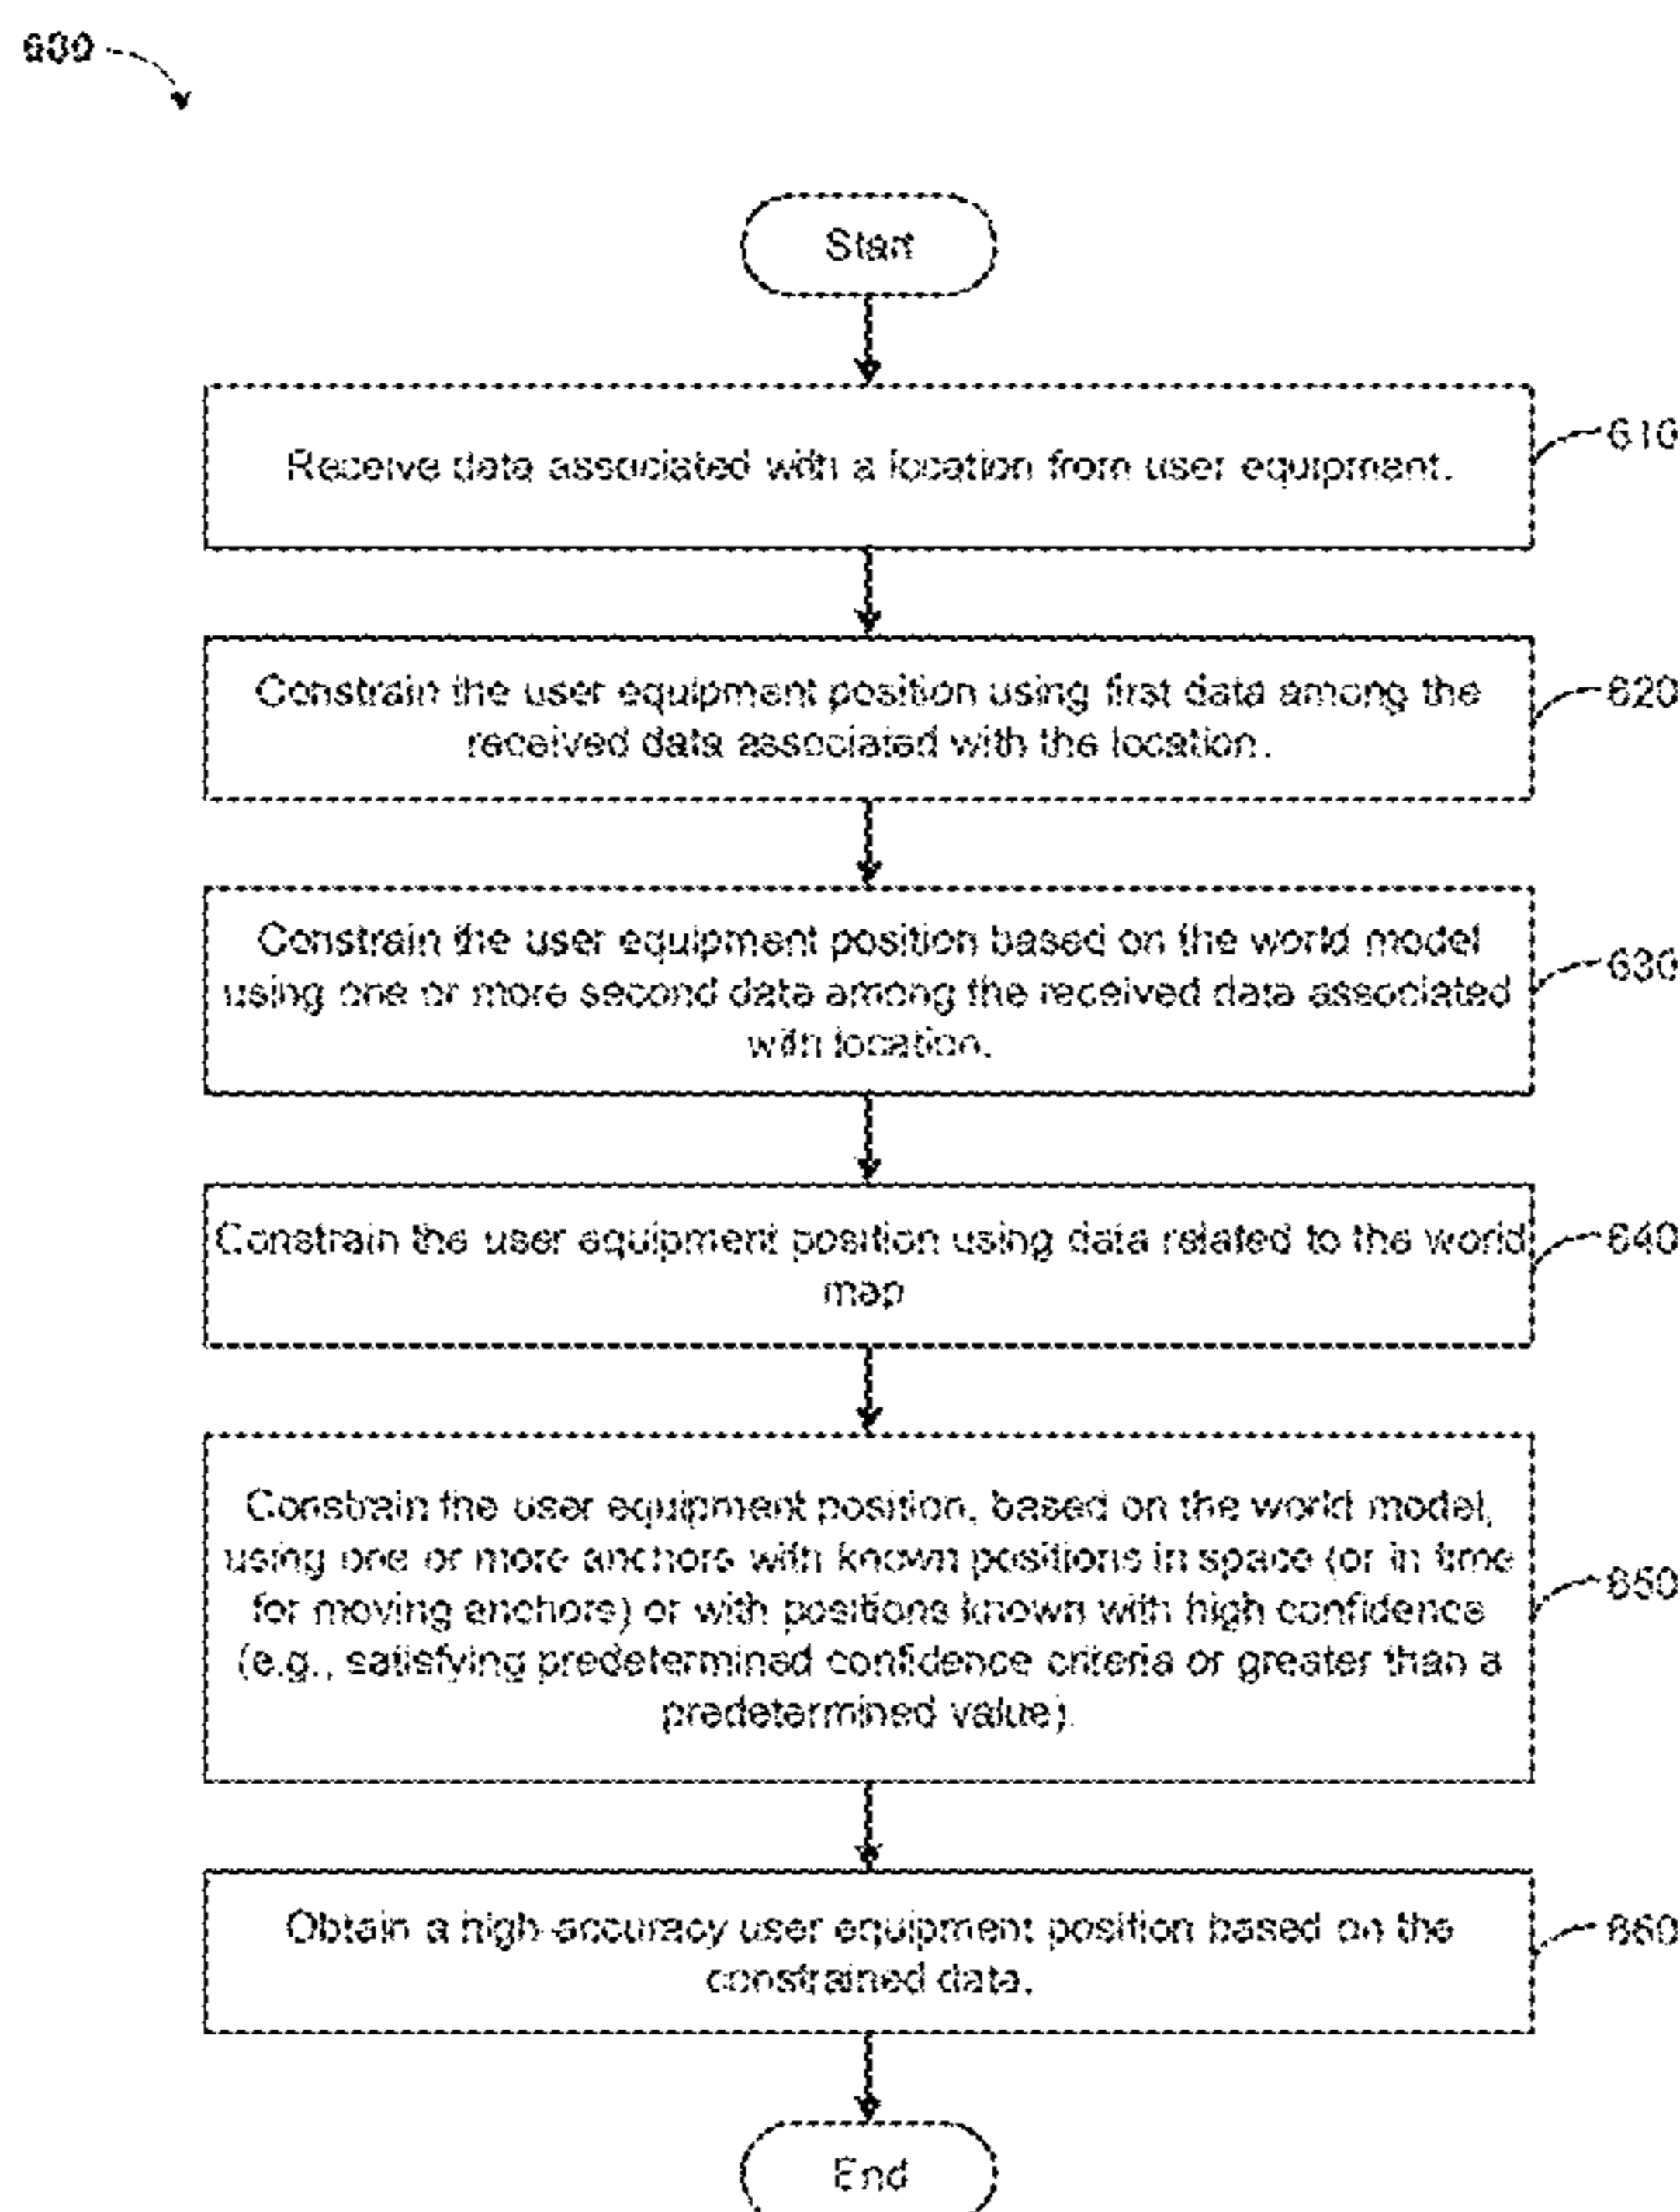 600
Start
Receive data associated with a location from user equipment.
610
Constrain the user equipment position using first data among the
received data associated with the location.
620
Constrain the user equipment position based on the world model
using one or more second data among the received data associated
with location.
630
Constrain the user equipment position using data related to the world
map
640
Constrain the user equipment position, based on the world model,
using one or more anchors with known positions in space (or in time
for moving anchors) or with positions known with high confidence
(e.g., satisfying predetermined confidence criteria or greater than a
predetermined value).
650
Obtain a high-accuracy user equipment position based on the
constrained data.
660
End